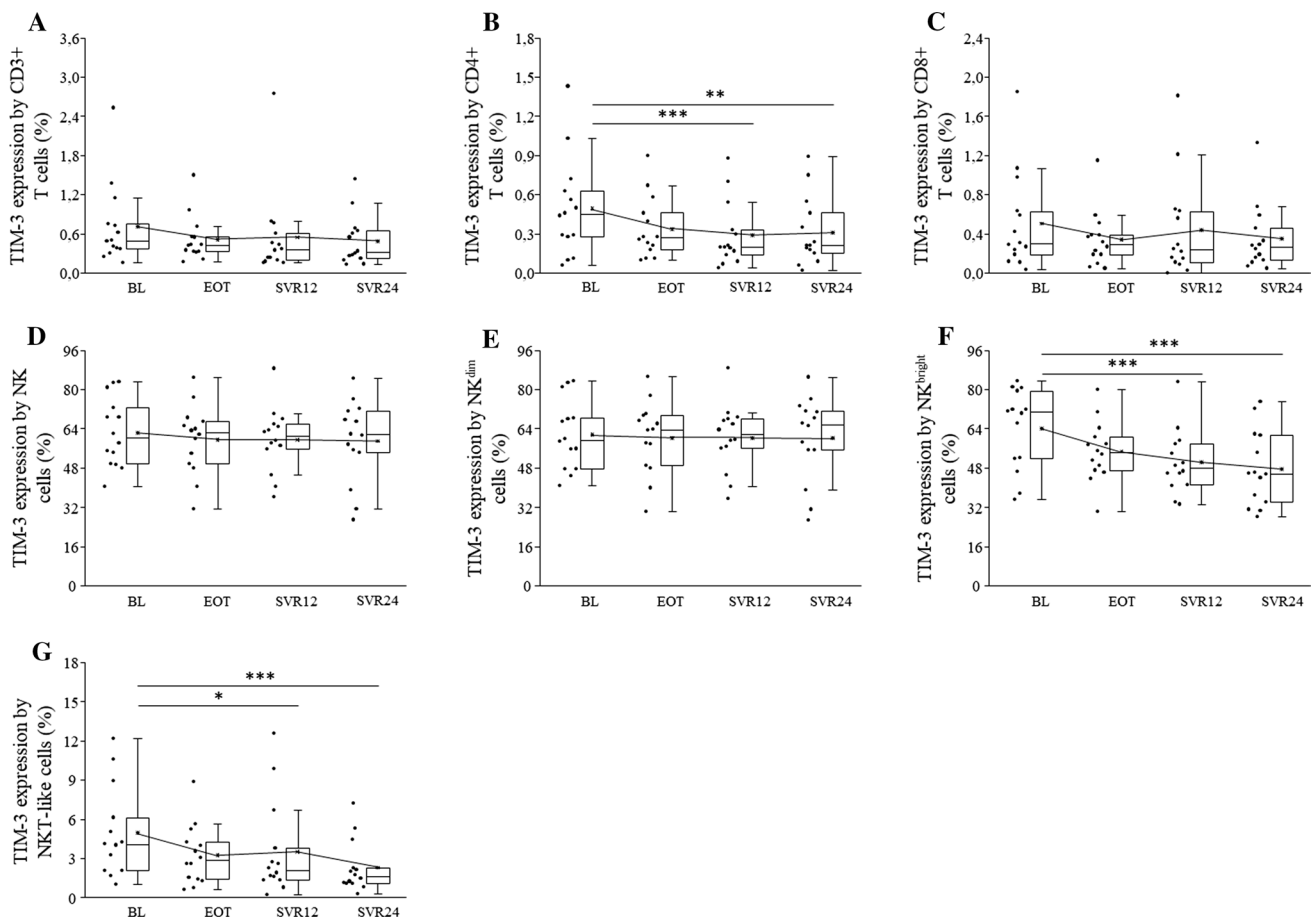 A
TIM-3 expression by CD3+
T cells (%)
3,6
3,0
2,4
1,8
1,2
0,6
0,0
BL EOT SVR12 SVR24
B
TIM-3 expression by CD4+
T cells (%)
1,8
1,5
1,2
0,9
0,6
0,3
0,0
**
***
BL EOT SVR12 SVR24
C
TIM-3 expression by CD8+
T cells (%)
2,4
2,0
1,6
1,2
0,8
0,4
0,0
BL EOT SVR12 SVR24
D
TIM-3 expression by NK
cells (%)
96
80
64
48
32
16
0
BL EOT SVR12 SVR24
E
TIM-3 expression by NKdim
cells (%)
96
80
64
48
32
16
0
BL EOT SVR12 SVR24
F
TIM-3 expression by NKbright
cells (%)
96
80
64
48
32
16
0
***
***
BL EOT SVR12 SVR24
G
TIM-3 expression by
NKT-like cells (%)
18
15
12
9
6
3
0
***
*
BL EOT SVR12 SVR24